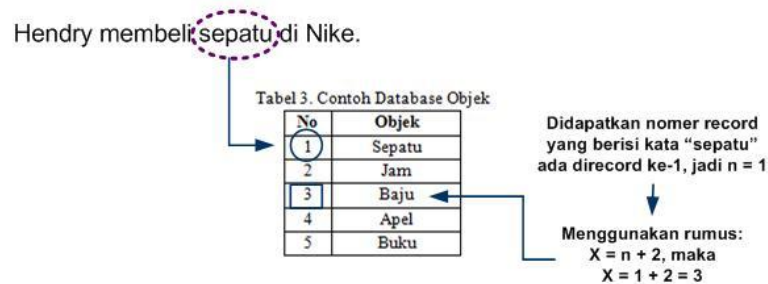 Hendry membeli sepatu di Nike.
Tabel 3. Contoh Database Objek
No Objek
1 Sepatu
2 Jam
3 Baju
4 Apel
5 Buku
Didapatkan nomer record
yang berisi kata “sepatu”
ada direcord ke-1, jadi n = 1
Menggunakan rumus:
X = n + 2, maka
X = 1 + 2 = 3